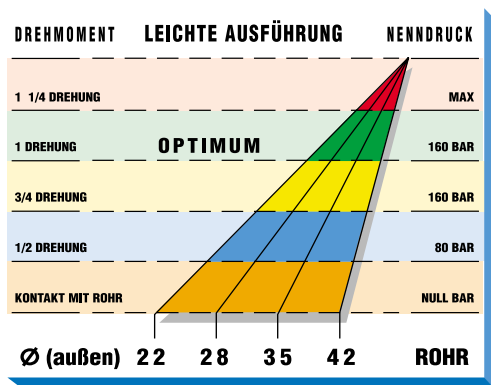 DREHMOMENT LEICHTE AUSFÜHRUNG NENNDRUCK
1 1/4 DREHUNG MAX
1 DREHUNG OPTIMUM 160 BAR
3/4 DREHUNG 160 BAR
1/2 DREHUNG 80 BAR
KONTAKT MIT ROHR NULL BAR
Ø (außen) 22 28 35 42 ROHR